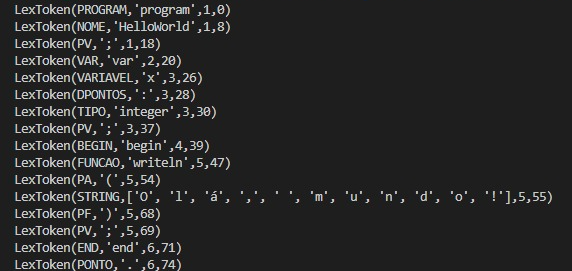 LexToken(PROGRAM,'program',1,0)
LexToken(NOME,'HelloWorld',1,8)
LexToken(PV,';',1,18)
LexToken(VAR,'var',2,20)
LexToken(VARIAVEL,'x',3,26)
LexToken(DPONTOS,':',3,28)
LexToken(TIPO,'integer',3,30)
LexToken(PV,';',3,37)
LexToken(BEGIN,'begin',4,39)
LexToken(FUNCAO,'writeln',5,47)
LexToken(PA,'(',5,54)
LexToken(STRING,['O', 'l', 'á', ',', ' ', 'm', 'u', 'n', 'd', 'o', '!'],5,55)
LexToken(PF,')',5,68)
LexToken(PV,';',5,69)
LexToken(END,'end',6,71)
LexToken(PONTO,'.',6,74)